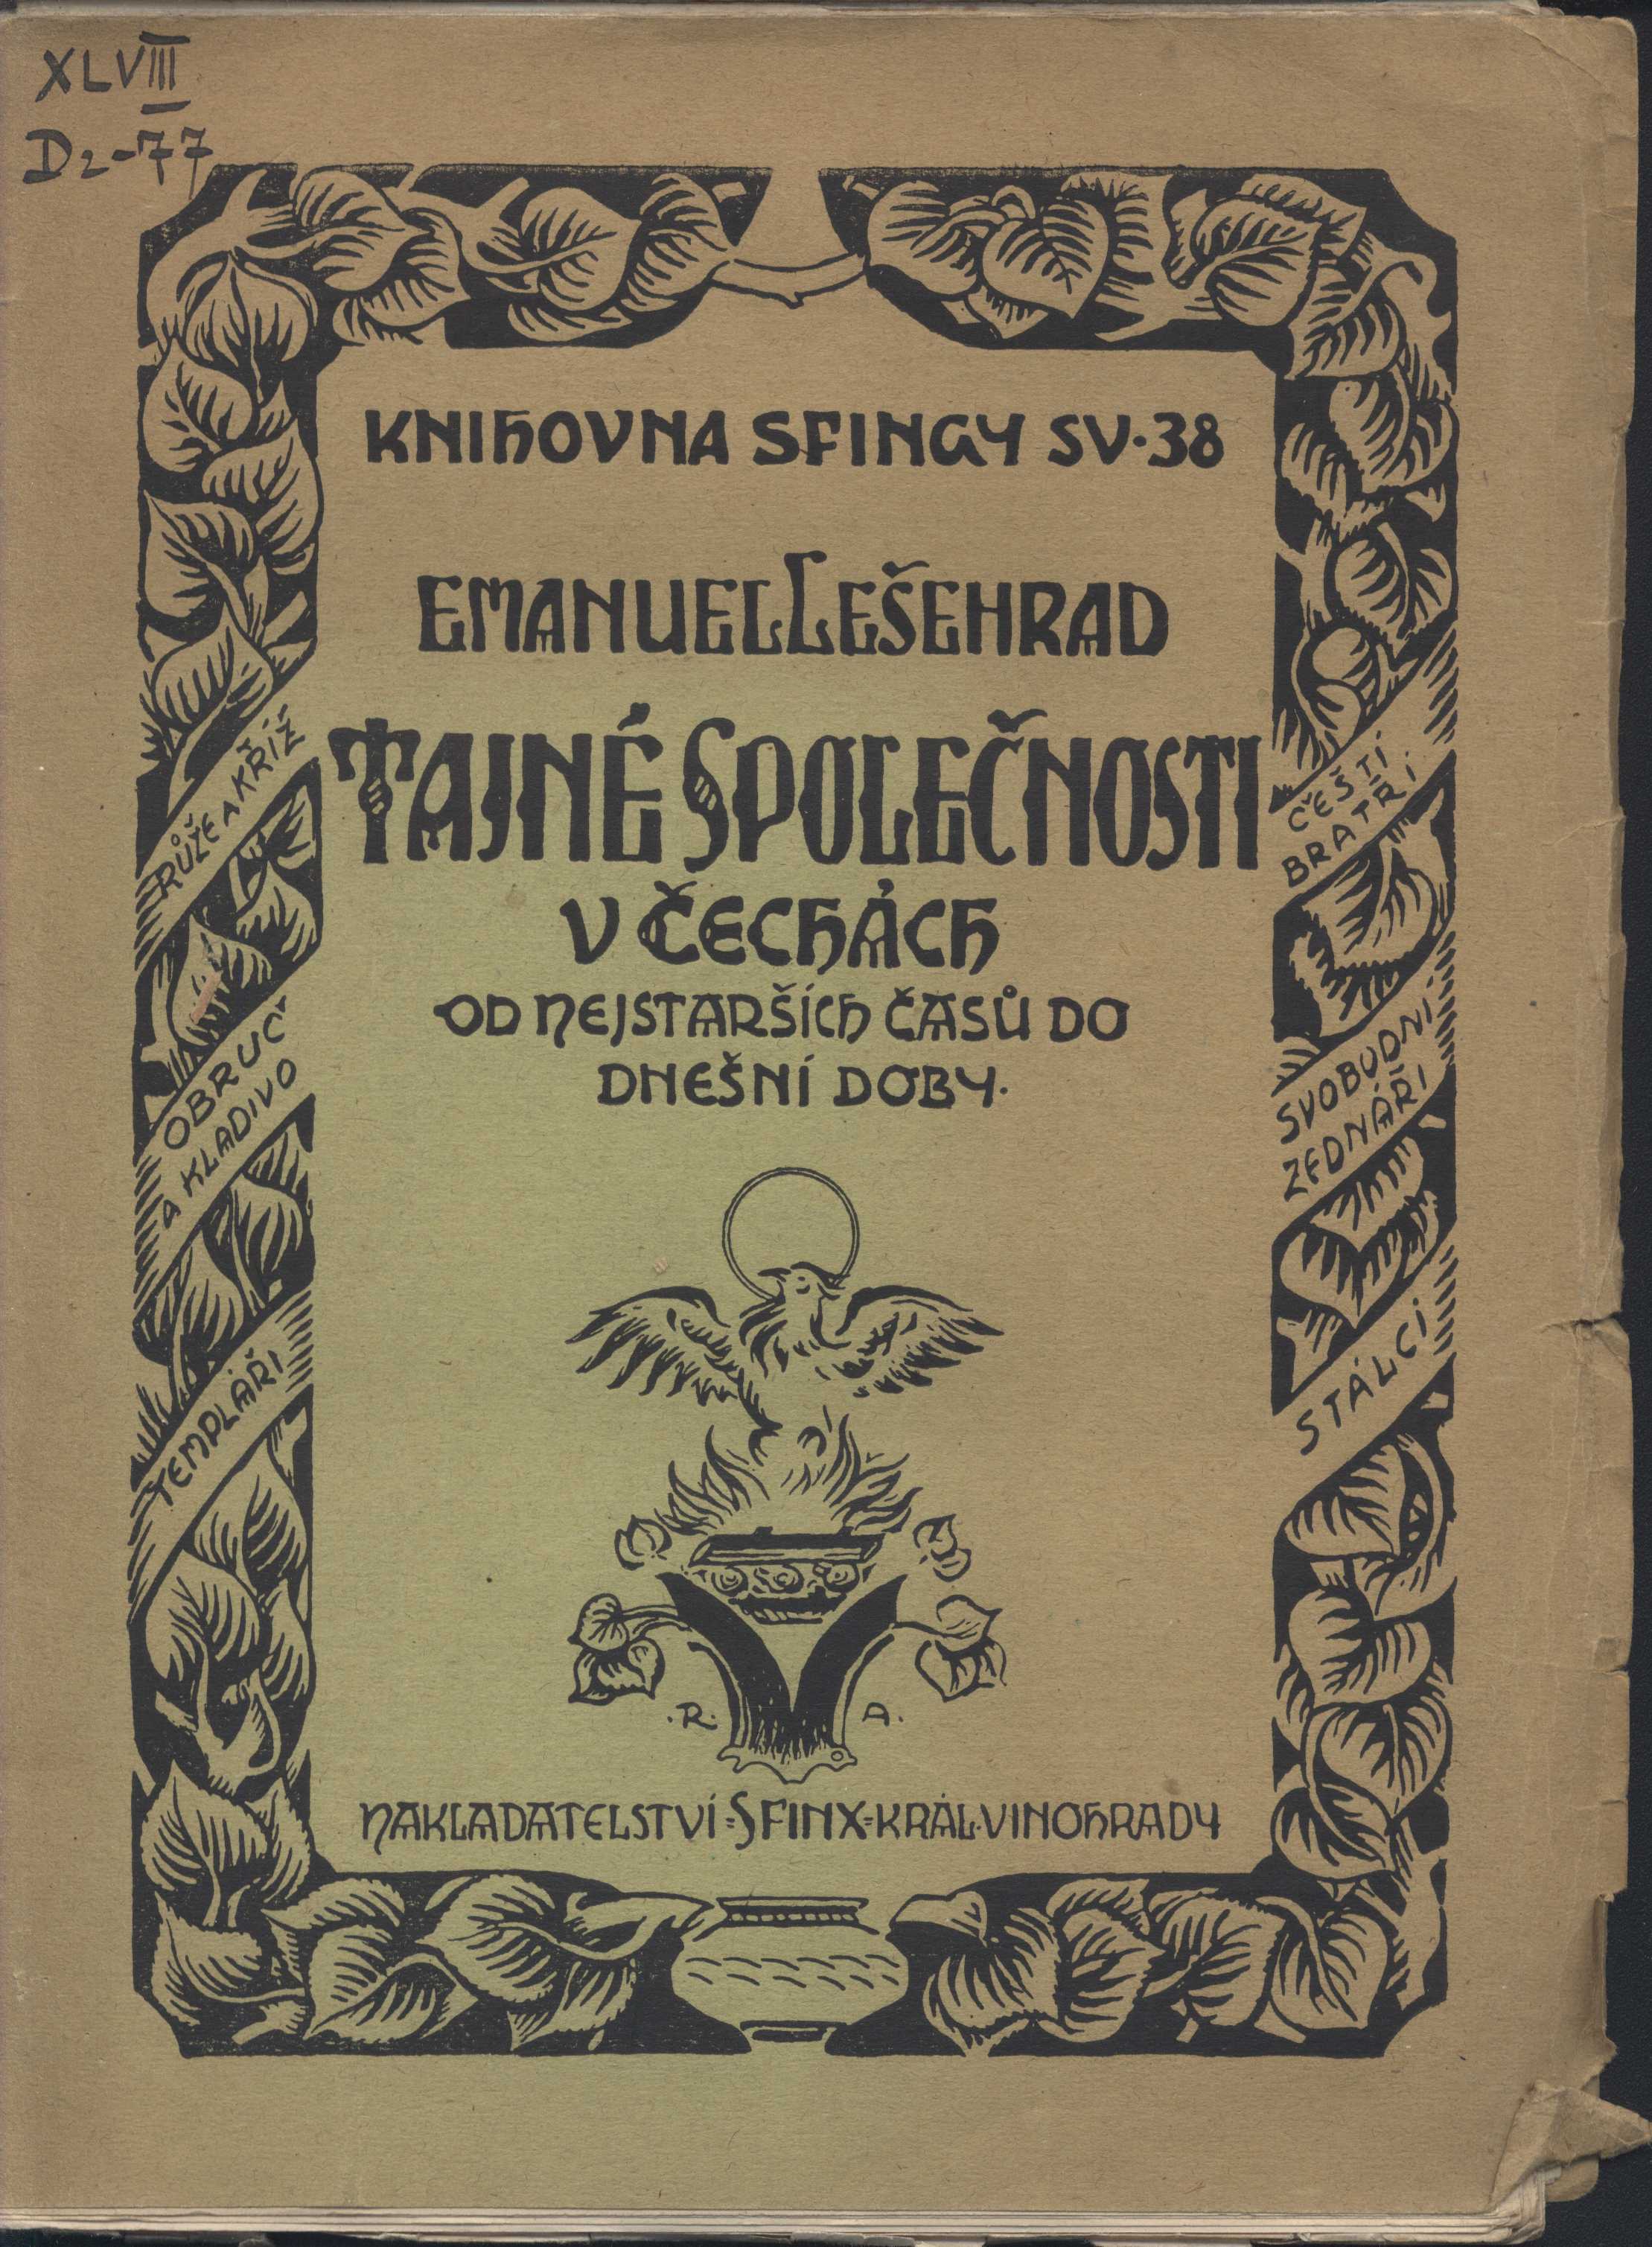 XLVIII
D2-77
KNIHOVNA SFINGY SV·38
EMANUEL LEŠEHRAD
TAJNÉ SPOLEČNOSTI
V ČECHÁCH
OD NEJSTARŠÍCH ČASŮ DO
DNEŠNÍ DOBY.
RŮŽE A KŘÍŽ
OBRUČ
A KLADIVO
TEMPLÁŘI
ČEŠTÍ
BRATŘI
SVOBODNÍ
ZEDNÁŘI
STÁLCI
.R. A.
NAKLADATELSTVÍ=SFINX=KRÁL.VINOHRADY